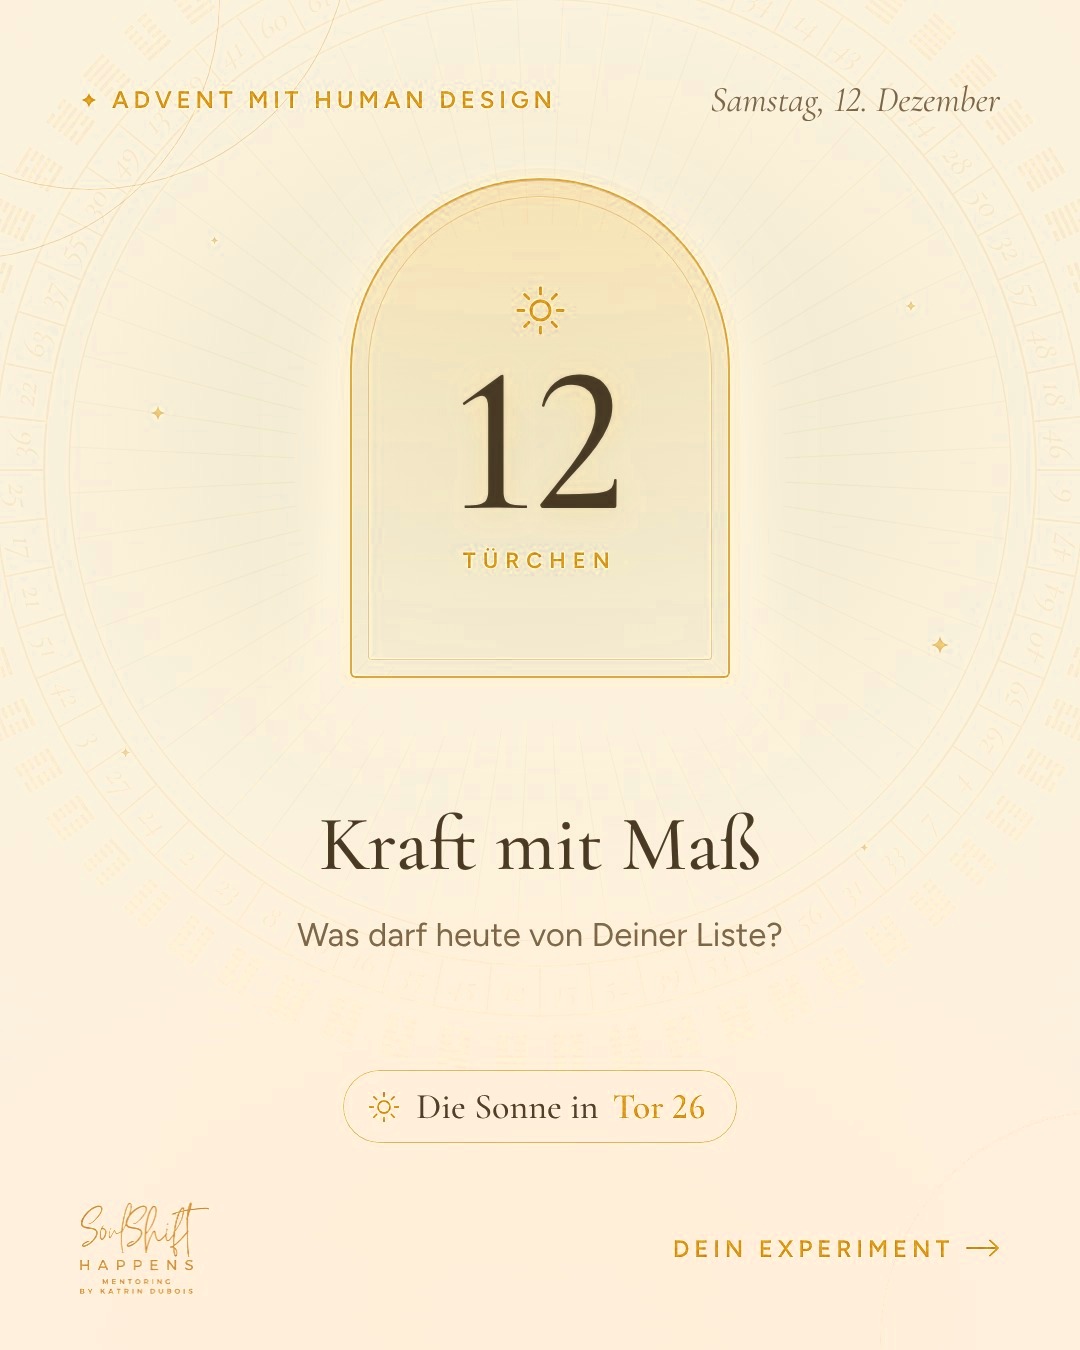 ADVENT MIT HUMAN DESIGN
Samstag, 12. Dezember
12
TÜRCHEN
Kraft mit Maß
Was darf heute von Deiner Liste?
Die Sonne in Tor 26
SoulShift
HAPPENS
MENTORING
BY KATRIN DUBOIS
DEIN EXPERIMENT